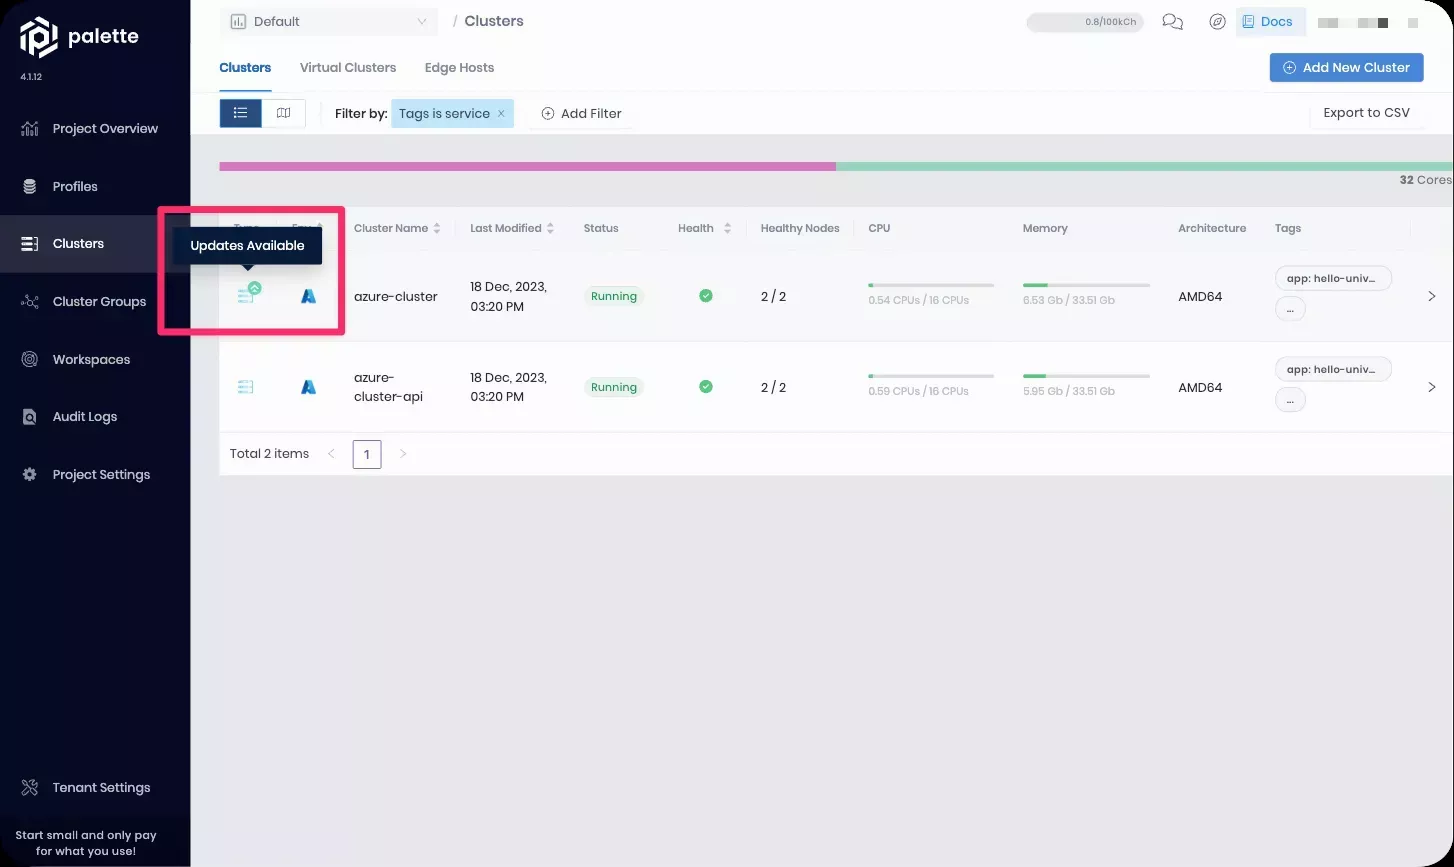 palette
4.1.12
Project Overview
Profiles
Clusters
Cluster Groups
Workspaces
Audit Logs
Project Settings
Tenant Settings
Start small and only pay
for what you use!
Default
/ Clusters
0.8/100kCh
Docs
Clusters
Virtual Clusters
Edge Hosts
Add New Cluster
Filter by:
Tags is service ×
Add Filter
Export to CSV
32 Cores
Updates Available
Cluster Name
Last Modified
Status
Health
Healthy Nodes
CPU
Memory
Architecture
Tags
azure-cluster
18 Dec, 2023,
03:20 PM
Running
2 / 2
0.54 CPUs / 16 CPUs
6.53 Gb / 33.51 Gb
AMD64
app: hello-univ...
...
azure-
cluster-api
18 Dec, 2023,
03:20 PM
Running
2 / 2
0.59 CPUs / 16 CPUs
5.95 Gb / 33.51 Gb
AMD64
app: hello-univ...
...
Total 2 items
1